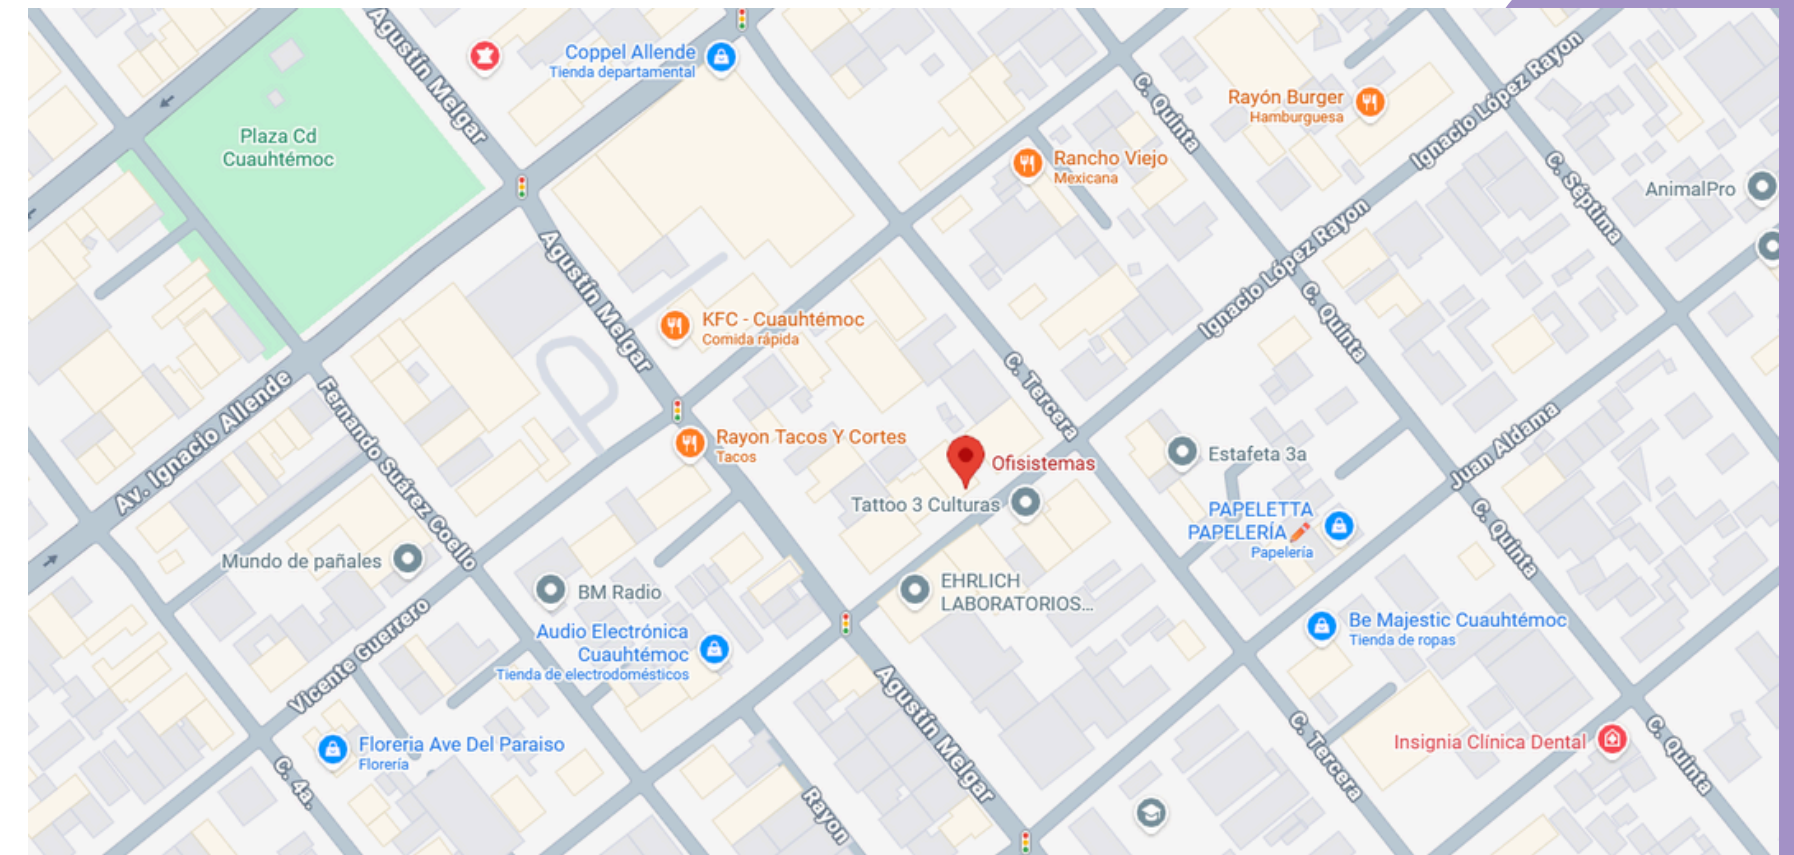 Agustín Melgar
Coppel Allende
Tienda departamental
C. Quinta
Rayón Burger
Hamburguesa
Ignacio López Rayon
Plaza Cd
Cuauhtémoc
Rancho Viejo
Mexicana
C. Séptima
AnimalPro
Agustín Melgar
Ignacio López Rayon
C. Quinta
KFC - Cuauhtémoc
Comida rápida
C. Tercera
Av. Ignacio Allende
Fernando Suárez Coello
Rayon Tacos Y Cortes
Tacos
Ofisistemas
Tattoo 3 Culturas
Estafeta 3a
Juan Aldama
PAPELETTA
PAPELERÍA
Papelería
C. Quinta
Mundo de pañales
BM Radio
EHRLICH
LABORATORIOS...
Vicente Guerrero
Audio Electrónica
Cuauhtémoc
Tienda de electrodomésticos
Be Majestic Cuauhtémoc
Tienda de ropas
Agustín Melgar
Floreria Ave Del Paraiso
Florería
C. 4a.
Rayon
C. Tercera
Insignia Clínica Dental
C. Quinta